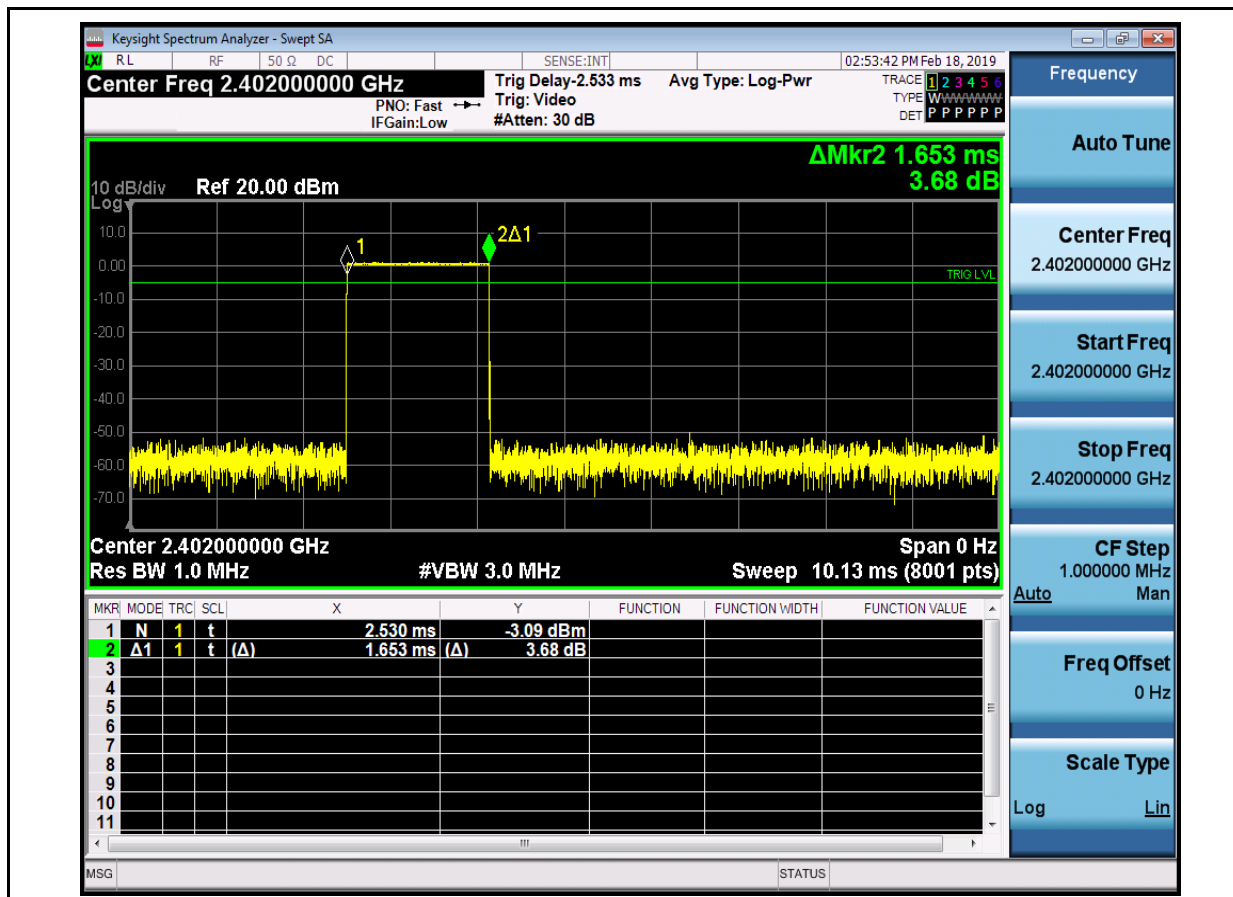 Keysight Spectrum Analyzer - Swept SA
LXI RL RF 50 Ω DC SENSE:INT 02:53:42 PM Feb 18, 2019
Center Freq 2.402000000 GHz
PNO: Fast
IFGain:Low
Trig Delay-2.533 ms
Trig: Video
#Atten: 30 dB
Avg Type: Log-Pwr
TRACE 1 2 3 4 5 6
TYPE WWWWWW
DET P P P P P P
ΔMkr2 1.653 ms
3.68 dB
10 dB/div Ref 20.00 dBm
Log
10.0
0.00
-10.0
-20.0
-30.0
-40.0
-50.0
-60.0
-70.0
1
2Δ1
TRIG LVL
Center 2.402000000 GHz Span 0 Hz
Res BW 1.0 MHz #VBW 3.0 MHz Sweep 10.13 ms (8001 pts)
MKR MODE TRC SCL X Y FUNCTION FUNCTION WIDTH FUNCTION VALUE
1 N 1 t 2.530 ms -3.09 dBm
2 Δ1 1 t (Δ) 1.653 ms (Δ) 3.68 dB
3
4
5
6
7
8
9
10
11
MSG STATUS
Frequency
Auto Tune
Center Freq
2.402000000 GHz
Start Freq
2.402000000 GHz
Stop Freq
2.402000000 GHz
CF Step
1.000000 MHz
Auto Man
Freq Offset
0 Hz
Scale Type
Log Lin